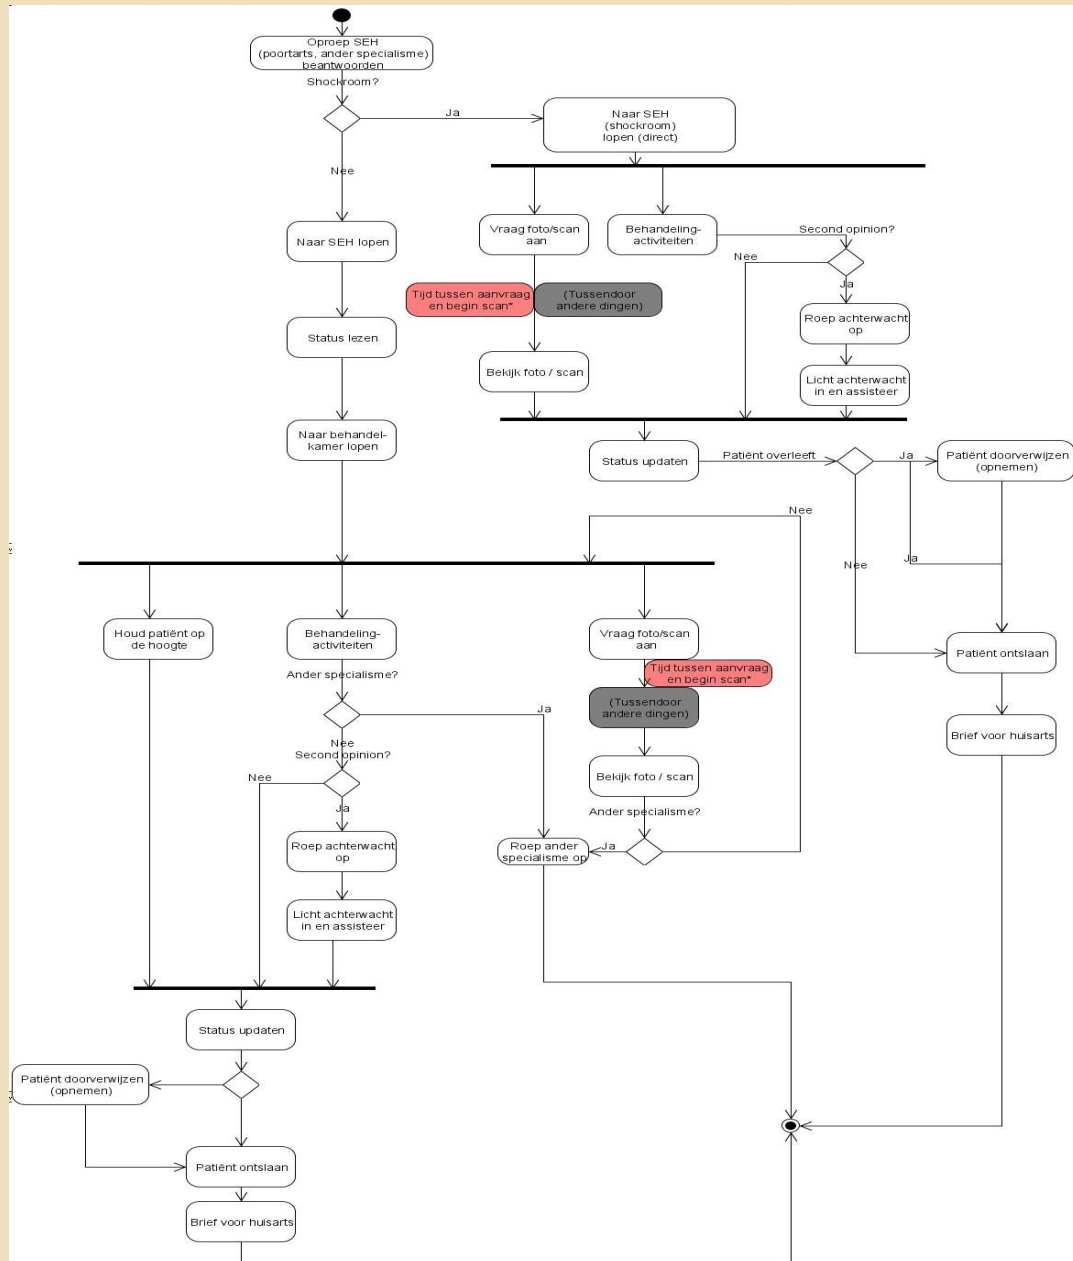 Oproep SEH
(poortarts, ander specialisme)
beantwoorden
Shockroom?
Ja
Naar SEH
(shockroom)
lopen (direct)
Nee
Naar SEH lopen
Vraag foto/scan
aan
Behandeling-
activiteiten
Second opinion?
Nee
Ja
Tijd tussen aanvraag
en begin scan*
(Tussendoor
andere dingen)
Roep achterwacht
op
Status lezen
Bekijk foto / scan
Licht achterwacht
in en assisteer
Naar behandel-
kamer lopen
Status updaten
Patiënt overleeft
Ja
Patiënt doorverwijzen
(opnemen)
Nee
Ja
Nee
Houd patiënt op
de hoogte
Behandeling-
activiteiten
Vraag foto/scan
aan
Patiënt ontslaan
Ander specialisme?
Tijd tussen aanvraag
en begin scan*
(Tussendoor
andere dingen)
Ja
Nee
Second opinion?
Brief voor huisarts
Nee
Ja
Bekijk foto / scan
Ander specialisme?
Roep achterwacht
op
Roep ander
specialisme op
Ja
Licht achterwacht
in en assisteer
Status updaten
Patiënt doorverwijzen
(opnemen)
Patiënt ontslaan
Brief voor huisarts